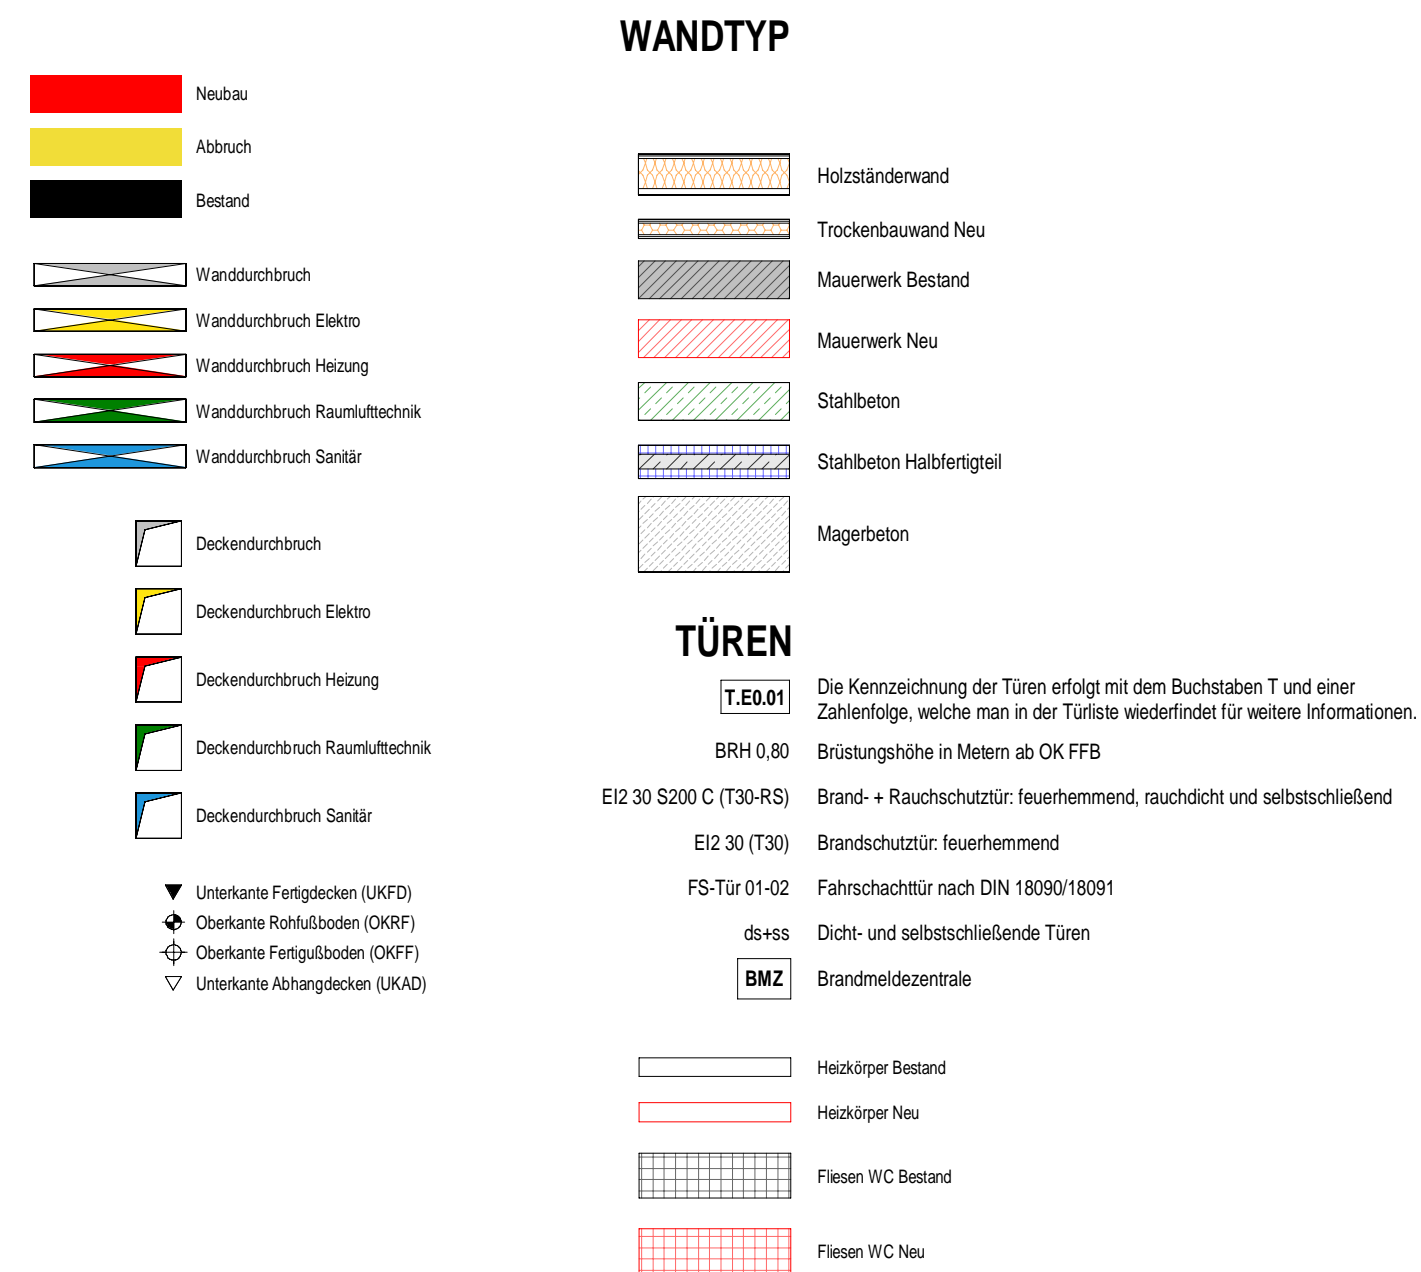 WANDTYP
Neubau
Abbruch
Bestand
Wanddurchbruch
Wanddurchbruch Elektro
Wanddurchbruch Heizung
Wanddurchbruch Raumlufttechnik
Wanddurchbruch Sanitär
Deckendurchbruch
Deckendurchbruch Elektro
Deckendurchbruch Heizung
Deckendurchbruch Raumlufttechnik
Deckendurchbruch Sanitär
Unterkante Fertigdecken (UKFD)
Oberkante Rohfußboden (OKRF)
Oberkante Fertigußboden (OKFF)
Unterkante Abhangdecken (UKAD)
Holzständerwand
Trockenbauwand Neu
Mauerwerk Bestand
Mauerwerk Neu
Stahlbeton
Stahlbeton Halbfertigteil
Magerbeton
TÜREN
T.E0.01 Die Kennzeichnung der Türen erfolgt mit dem Buchstaben T und einer
Zahlenfolge, welche man in der Türliste wiederfindet für weitere Informationen.
BRH 0,80 Brüstungshöhe in Metern ab OK FFB
EI2 30 S200 C (T30-RS) Brand- + Rauchschutztür: feuerhemmend, rauchdicht und selbstschließend
EI2 30 (T30) Brandschutztür: feuerhemmend
FS-Tür 01-02 Fahrschachttür nach DIN 18090/18091
ds+ss Dicht- und selbstschließende Türen
BMZ Brandmeldezentrale
Heizkörper Bestand
Heizkörper Neu
Fliesen WC Bestand
Fliesen WC Neu